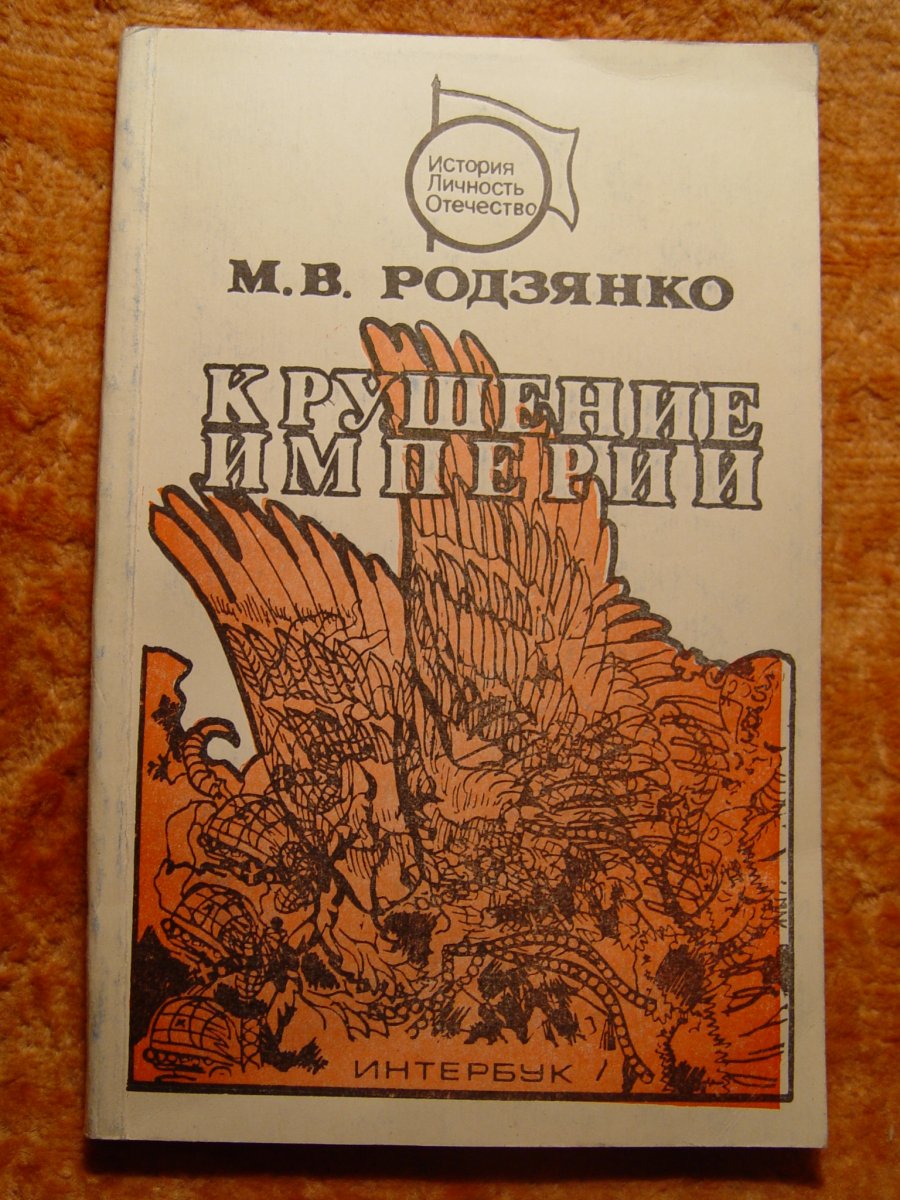 История
Личность
Отечество
М. В. РОДЗЯНКО
КРУШЕНИЕ
ИМПЕРИИ
ИНТЕРБУК